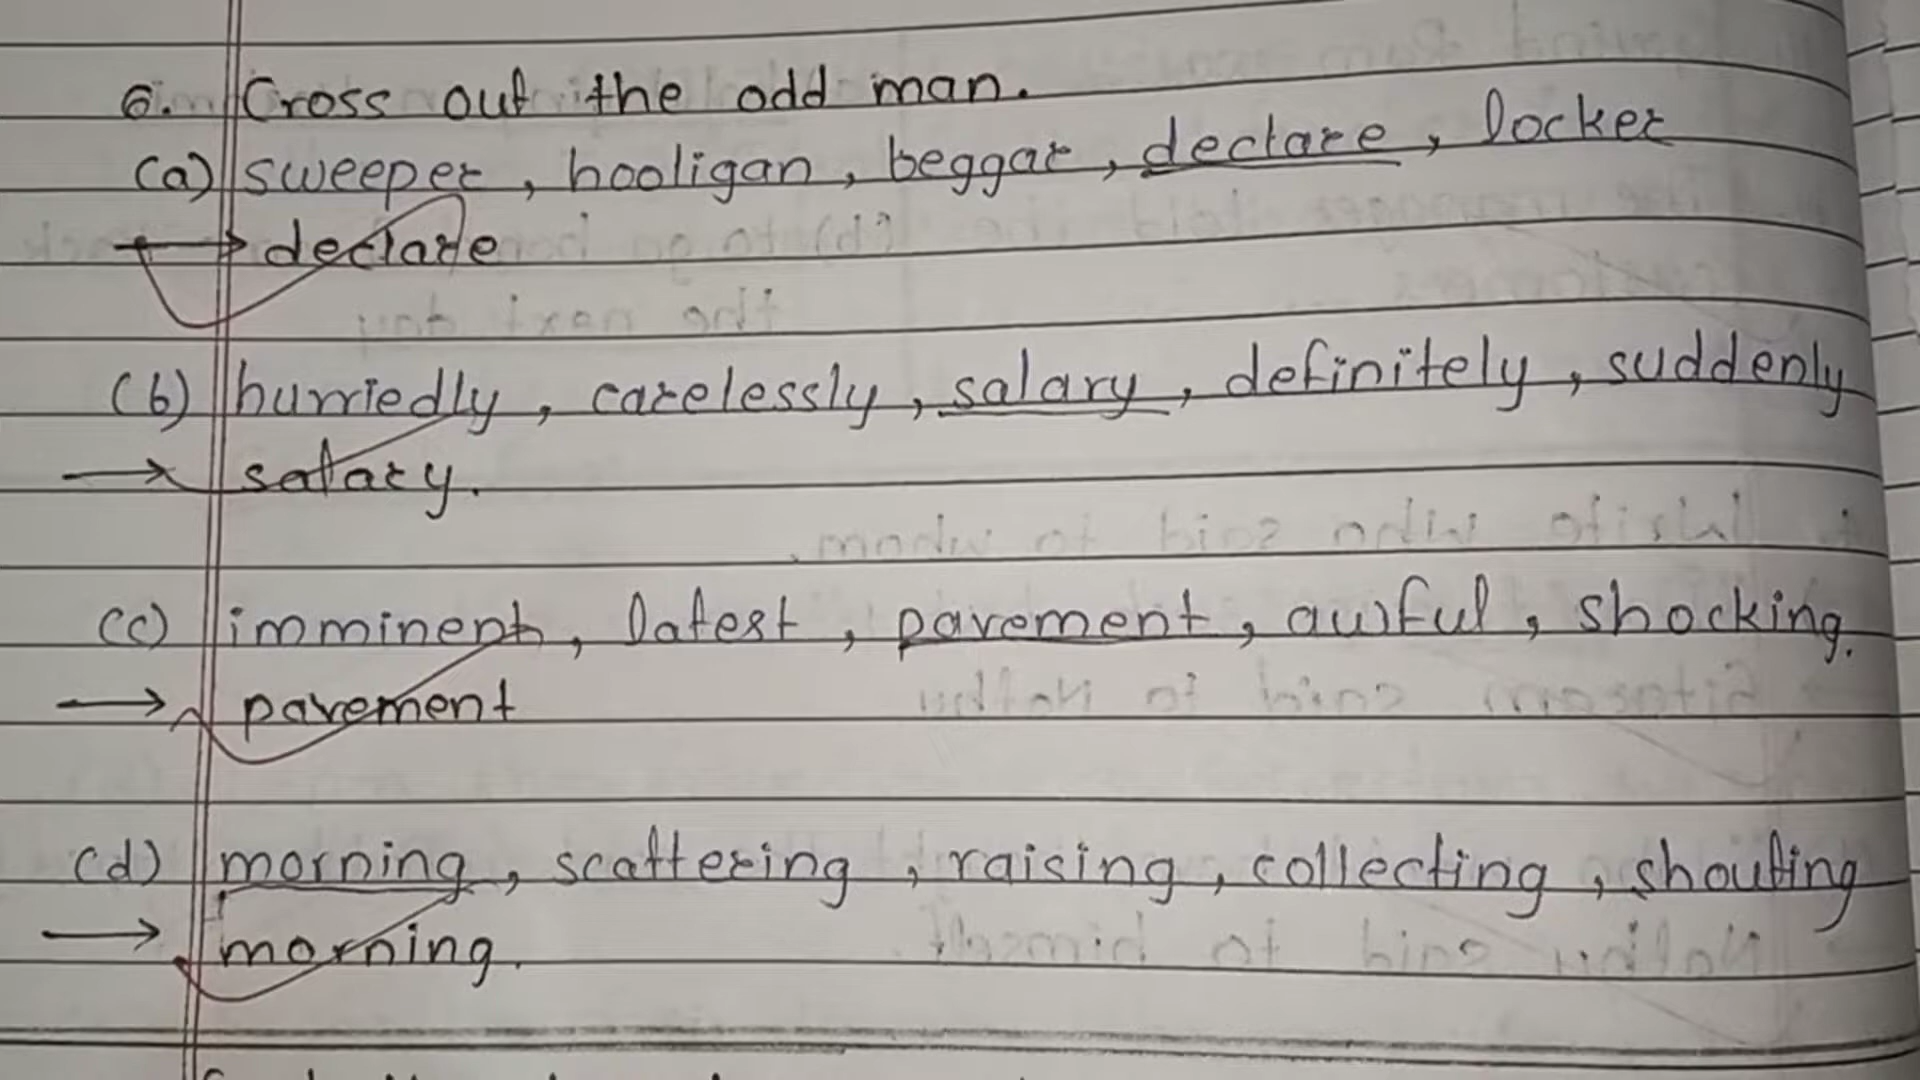 6. Cross out the odd man.
(a) sweeper, hooligan, beggar, declare, locker
→ declare
(b) hurriedly, carelessly, salary, definitely, suddenly
→ salary.
(c) imminent, latest, pavement, awful, shocking.
→ pavement
(d) morning, scattering, raising, collecting, shouting
→ morning.